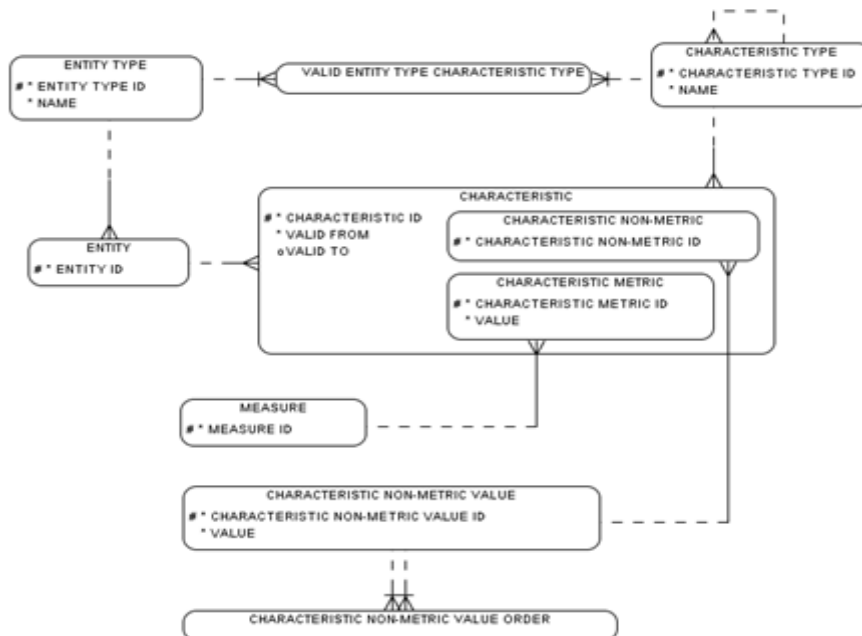 ENTITY TYPE
# * ENTITY TYPE ID
* NAME
VALID ENTITY TYPE CHARACTERISTIC TYPE
CHARACTERISTIC TYPE
# * CHARACTERISTIC TYPE ID
* NAME
CHARACTERISTIC
# * CHARACTERISTIC ID
* VALID FROM
o VALID TO
CHARACTERISTIC NON-METRIC
# * CHARACTERISTIC NON-METRIC ID
ENTITY
# * ENTITY ID
CHARACTERISTIC METRIC
# * CHARACTERISTIC METRIC ID
* VALUE
MEASURE
# * MEASURE ID
CHARACTERISTIC NON-METRIC VALUE
# * CHARACTERISTIC NON-METRIC VALUE ID
* VALUE
CHARACTERISTIC NON-METRIC VALUE ORDER